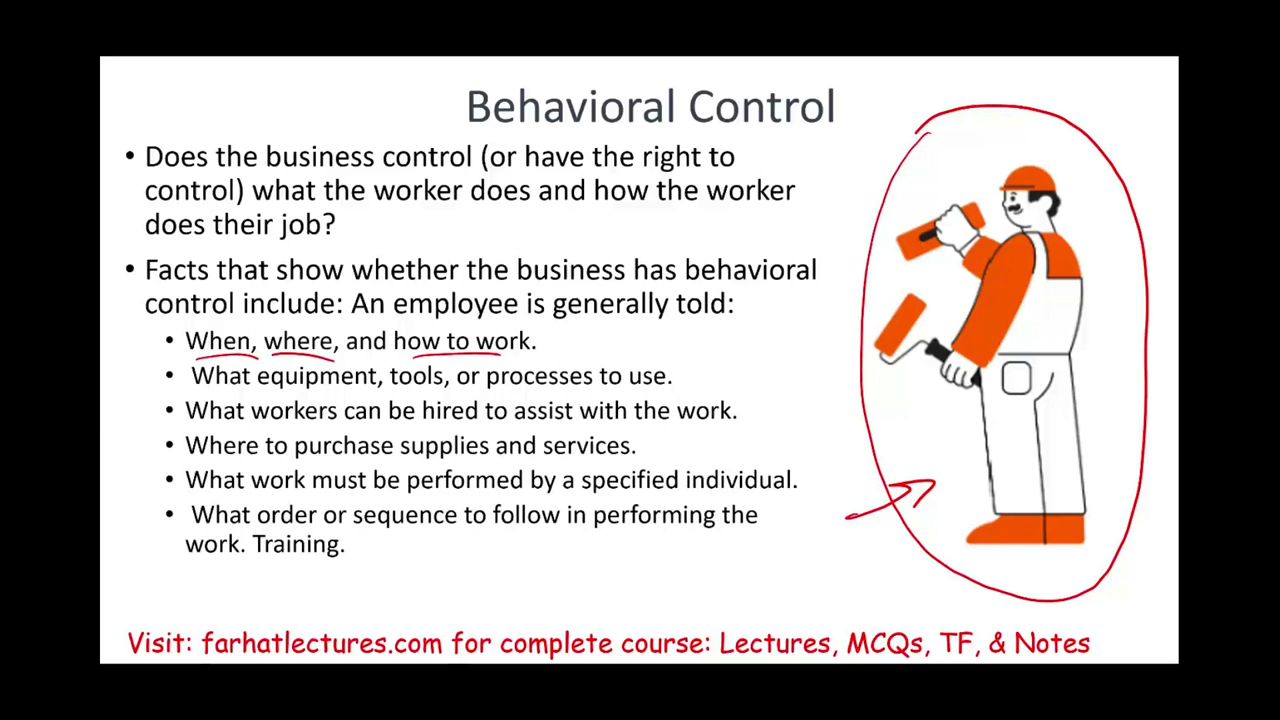 Behavioral Control
• Does the business control (or have the right to
control) what the worker does and how the worker
does their job?
• Facts that show whether the business has behavioral
control include: An employee is generally told:
• When, where, and how to work.
• What equipment, tools, or processes to use.
• What workers can be hired to assist with the work.
• Where to purchase supplies and services.
• What work must be performed by a specified individual.
• What order or sequence to follow in performing the
work. Training.
Visit: farhatlectures.com for complete course: Lectures, MCQs, TF, & Notes